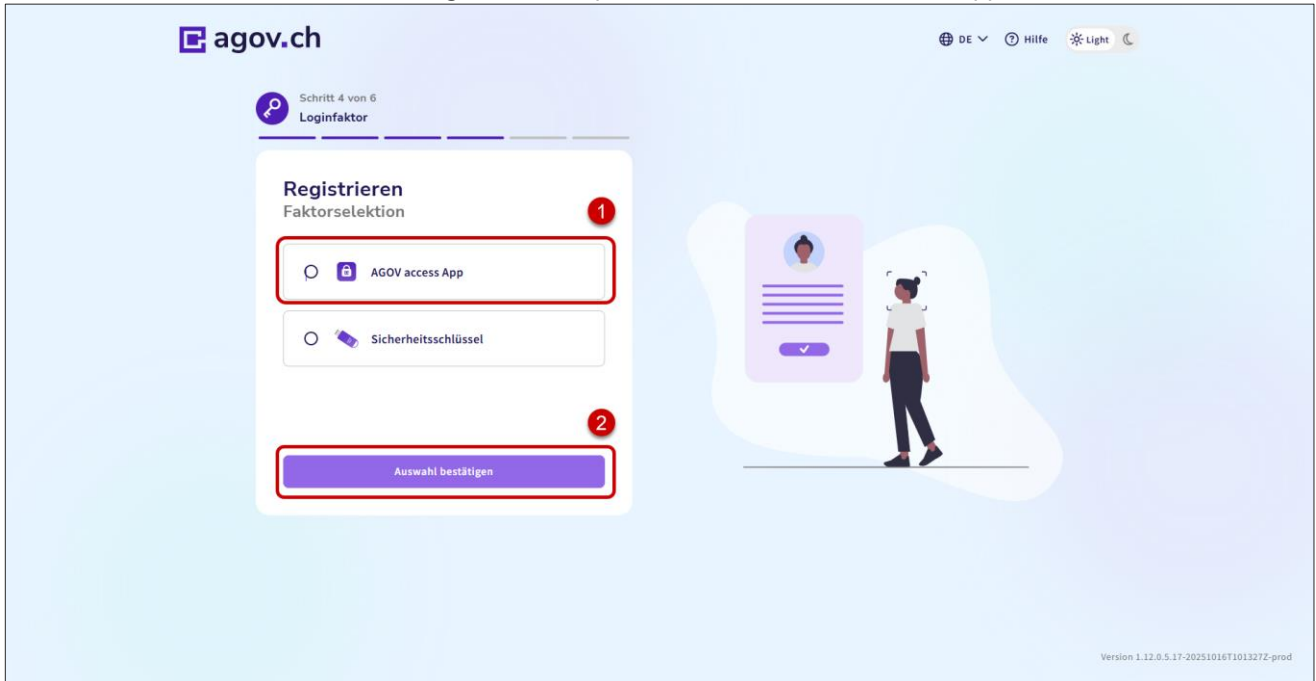 agov.ch
DE Hilfe Light
Schritt 4 von 6
Loginfaktor
Registrieren
Faktorselektion
1
AGOV access App
Sicherheitsschlüssel
2
Auswahl bestätigen
Version 1.12.0.5.17-20251016T101327Z-prod